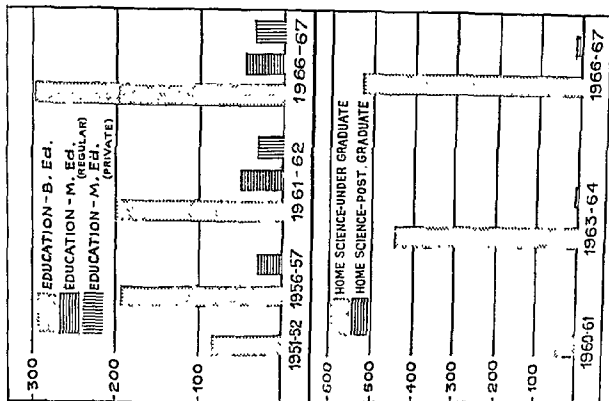 300
200
100
EDUCATION-B. Ed.
EDUCATION-M. Ed.
(REGULAR)
EDUCATION-M. Ed.
(PRIVATE)
1951-52
1956-57
1961-62
1966-67
600
500
400
300
200
100
0
HOME SCIENCE-UNDER GRADUATE
HOME SCIENCE-POST. GRADUATE
1960-61
1963-64
1966-67